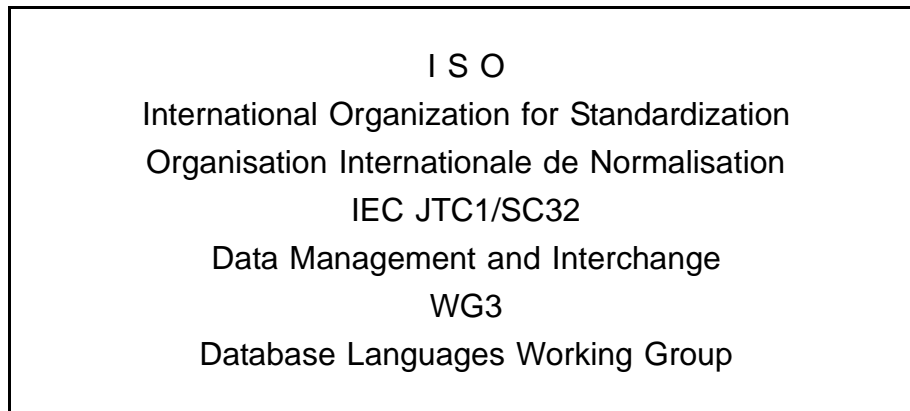 I S O
International Organization for Standardization
Organisation Internationale de Normalisation
IEC JTC1/SC32
Data Management and Interchange
WG3
Database Languages Working Group